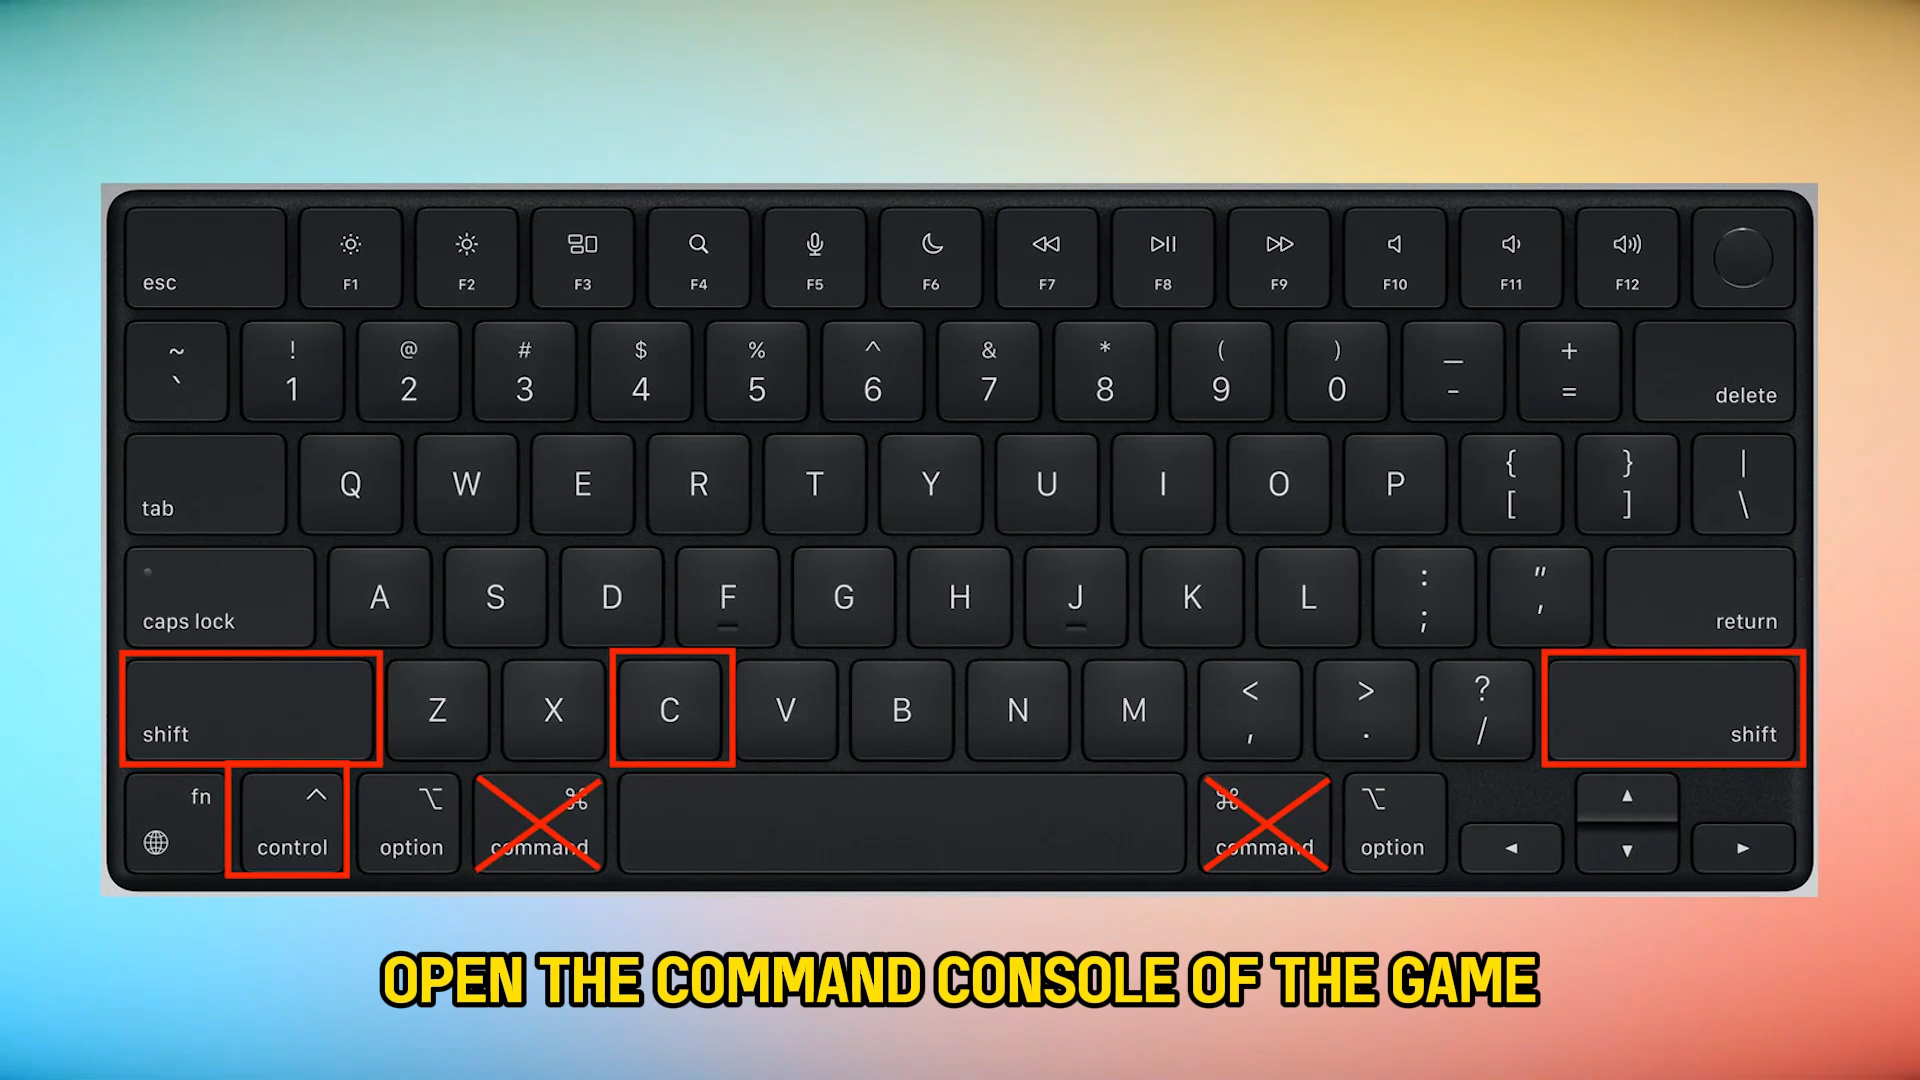 esc F1 F2 F3 F4 F5 F6 F7 F8 F9 F10 F11 F12
~ ! @ # $ % ^ & * ( ) _ +
` 1 2 3 4 5 6 7 8 9 0 - = delete
tab Q W E R T Y U I O P { } |
[ ] \
caps lock A S D F G H J K L : "
; ' return
shift Z X C V B N M < > ? shift
, . /
fn ^ ⌥ ⌘ ⌘ ⌥ ▲
control option command command option ◄ ▼ ►
OPEN THE COMMAND CONSOLE OF THE GAME